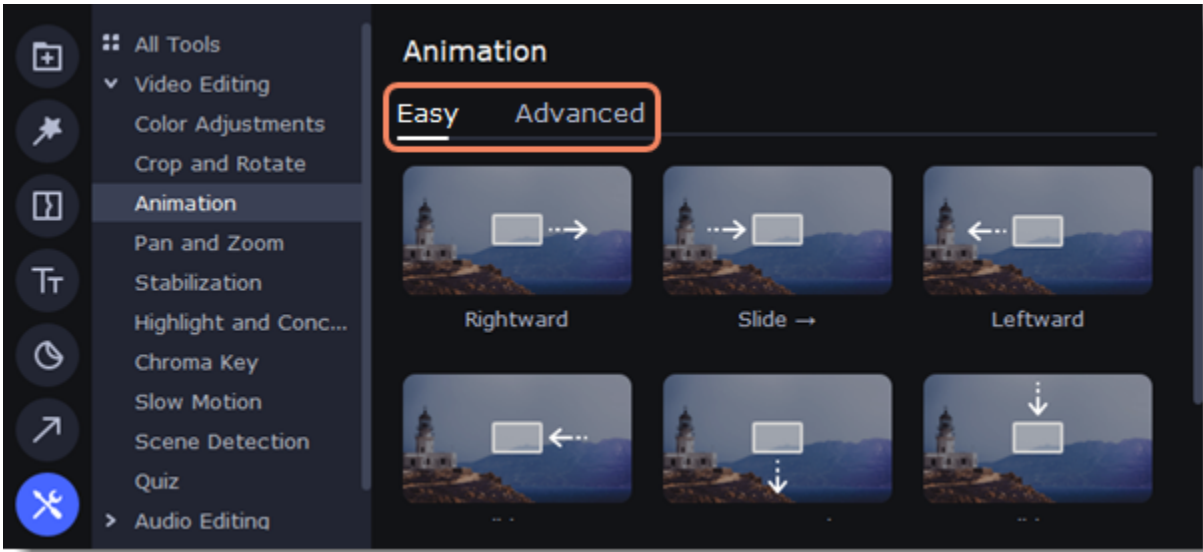 All Tools
Video Editing
Color Adjustments
Crop and Rotate
Animation
Pan and Zoom
Stabilization
Highlight and Conc...
Chroma Key
Slow Motion
Scene Detection
Quiz
Audio Editing
Animation
Easy Advanced
Rightward Slide → Leftward